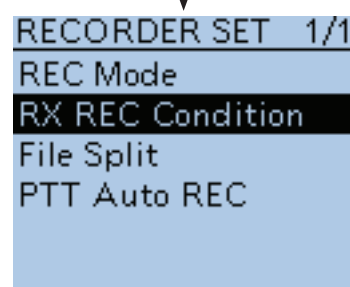 RECORDER SET 1/1
REC Mode
RX REC Condition
File Split
PTT Auto REC